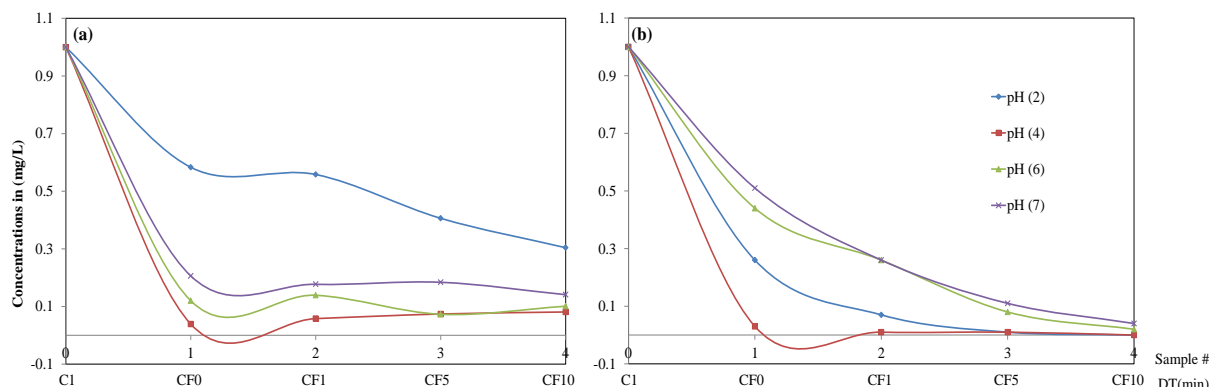 (a)
(b)
Concentrations in (mg/L)
1.1
0.9
0.7
0.5
0.3
0.1
-0.1
0 1 2 3 4
C1 CF0 CF1 CF5 CF10
1.1
0.9
0.7
0.5
0.3
0.1
-0.1
pH (2)
pH (4)
pH (6)
pH (7)
0 1 2 3 4
Sample #
C1 CF0 CF1 CF5 CF10
DT(min)